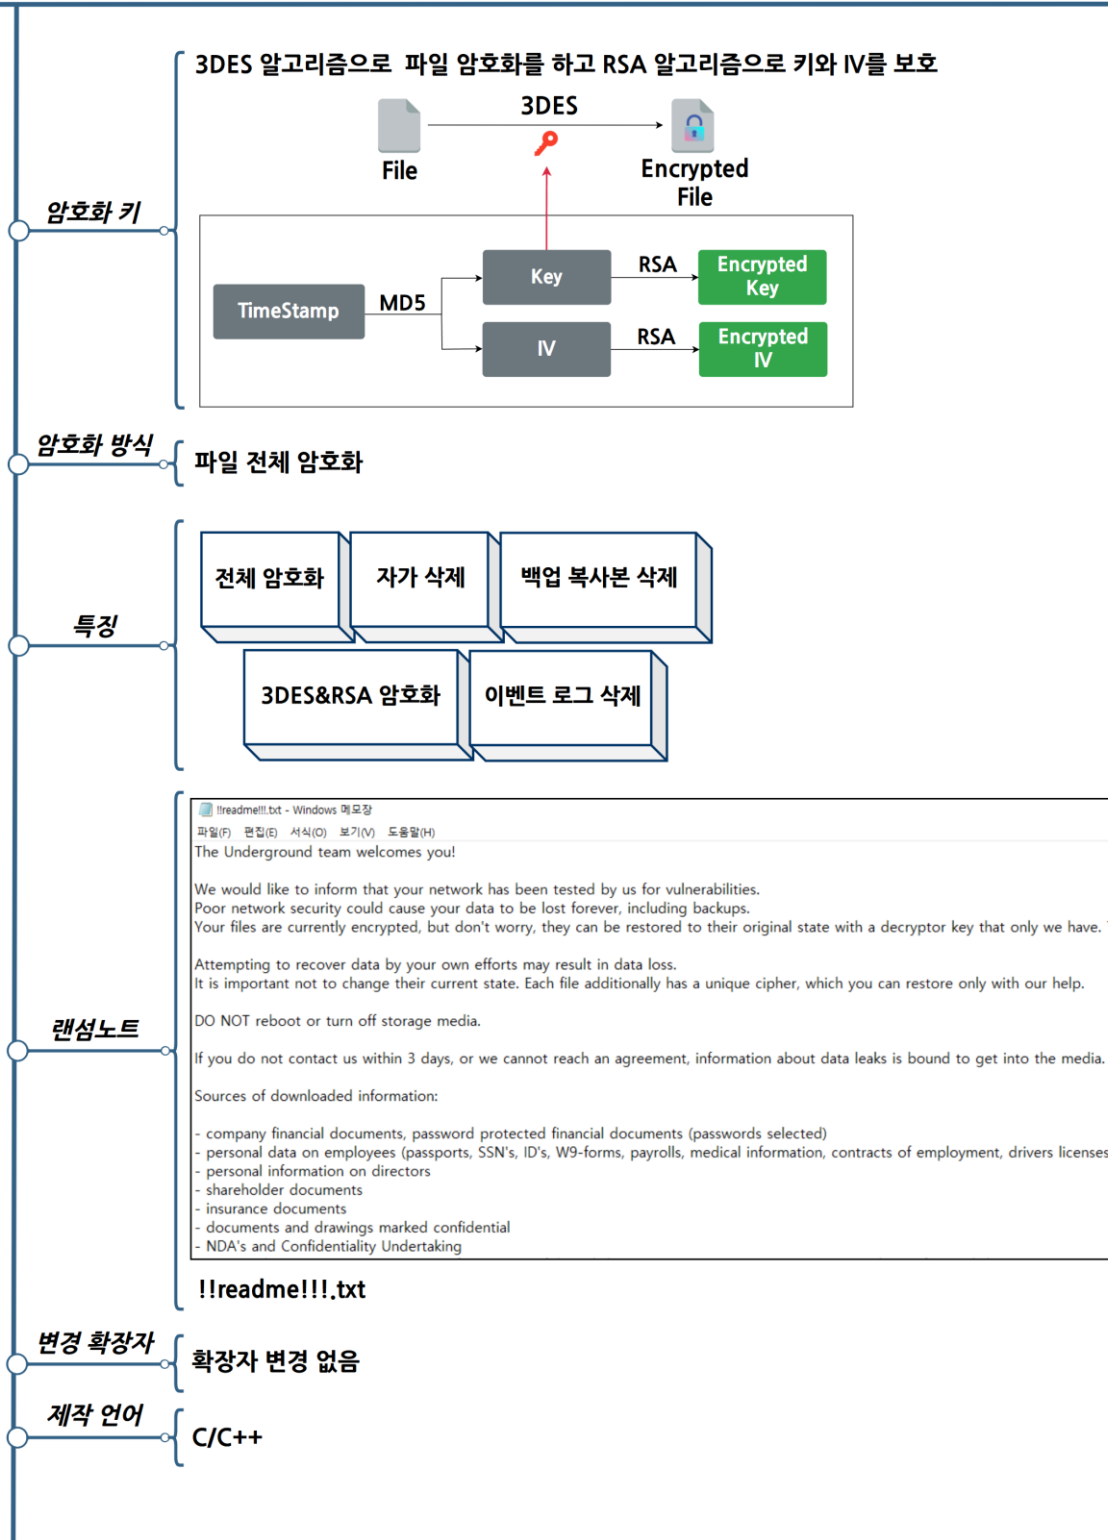 3DES 알고리즘으로 파일 암호화를 하고 RSA 알고리즘으로 키와 IV를 보호
3DES
File
Encrypted
File
암호화 키
TimeStamp
MD5
Key
RSA
Encrypted
Key
IV
RSA
Encrypted
IV
암호화 방식
파일 전체 암호화
특징
전체 암호화
자가 삭제
백업 복사본 삭제
3DES&RSA 암호화
이벤트 로그 삭제
랜섬노트
!!readme!!!.txt - Windows 메모장
파일(F) 편집(E) 서식(O) 보기(V) 도움말(H)
The Underground team welcomes you!
We would like to inform that your network has been tested by us for vulnerabilities.
Poor network security could cause your data to be lost forever, including backups.
Your files are currently encrypted, but don't worry, they can be restored to their original state with a decryptor key that only we have.
Attempting to recover data by your own efforts may result in data loss.
It is important not to change their current state. Each file additionally has a unique cipher, which you can restore only with our help.
DO NOT reboot or turn off storage media.
If you do not contact us within 3 days, or we cannot reach an agreement, information about data leaks is bound to get into the media.
Sources of downloaded information:
- company financial documents, password protected financial documents (passwords selected)
- personal data on employees (passports, SSN's, ID's, W9-forms, payrolls, medical information, contracts of employment, drivers licenses
- personal information on directors
- shareholder documents
- insurance documents
- documents and drawings marked confidential
- NDA's and Confidentiality Undertaking
!!readme!!!.txt
변경 확장자
확장자 변경 없음
제작 언어
C/C++